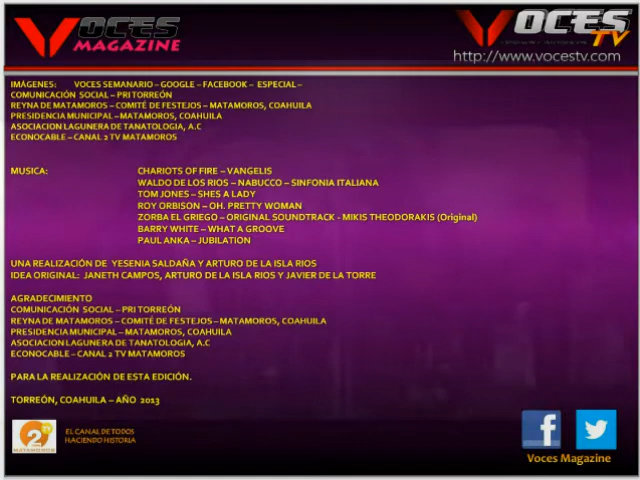 VOCES
MAGAZINE
VOCES
TV
http://www.vocestv.com
IMÁGENES: VOCES SEMANARIO – GOOGLE – FACEBOOK – ESPECIAL –
COMUNICACIÓN SOCIAL – PRI TORREÓN
REYNA DE MATAMOROS – COMITÉ DE FESTEJOS – MATAMOROS, COAHUILA
PRESIDENCIA MUNICIPAL – MATAMOROS, COAHUILA
ASOCIACION LAGUNERA DE TANATOLOGIA, A.C
ECONOCABLE – CANAL 2 TV MATAMOROS
MUSICA: CHARIOTS OF FIRE – VANGELIS
WALDO DE LOS RIOS – NABUCCO – SINFONIA ITALIANA
TOM JONES – SHES A LADY
ROY ORBISON – OH. PRETTY WOMAN
ZORBA EL GRIEGO – ORIGINAL SOUNDTRACK - MIKIS THEODORAKIS (Original)
BARRY WHITE – WHAT A GROOVE
PAUL ANKA – JUBILATION
UNA REALIZACIÓN DE YESENIA SALDAÑA Y ARTURO DE LA ISLA RIOS
IDEA ORIGINAL: JANETH CAMPOS, ARTURO DE LA ISLA RIOS Y JAVIER DE LA TORRE
AGRADECIMIENTO
COMUNICACIÓN SOCIAL – PRI TORREÓN
REYNA DE MATAMOROS – COMITÉ DE FESTEJOS – MATAMOROS, COAHUILA
PRESIDENCIA MUNICIPAL – MATAMOROS, COAHUILA
ASOCIACION LAGUNERA DE TANATOLOGIA, A.C
ECONOCABLE – CANAL 2 TV MATAMOROS
PARA LA REALIZACIÓN DE ESTA EDICIÓN.
TORREÓN, COAHUILA – AÑO 2013
2 TV
MATAMOROS
EL CANAL DE TODOS
HACIENDO HISTORIA
f
Voces Magazine